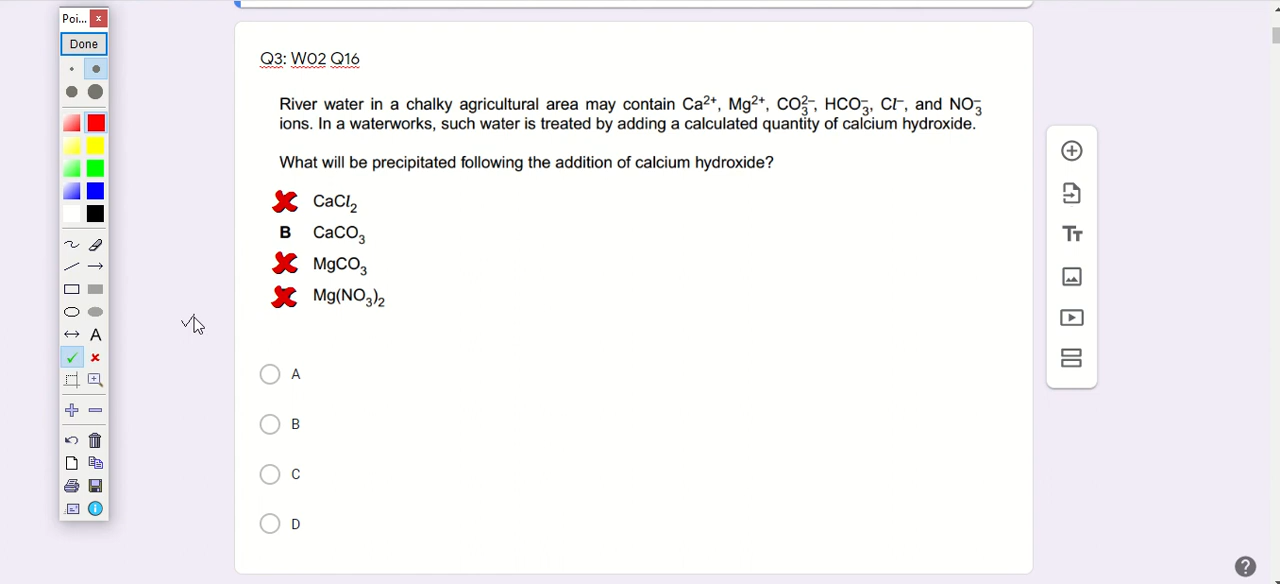 Poi... x
Done
Q3: W02 Q16
River water in a chalky agricultural area may contain Ca²⁺, Mg²⁺, CO₃²⁻, HCO₃⁻, Cl⁻, and NO₃⁻
ions. In a waterworks, such water is treated by adding a calculated quantity of calcium hydroxide.
What will be precipitated following the addition of calcium hydroxide?
CaCl₂
B CaCO₃
MgCO₃
Mg(NO₃)₂
A
B
C
D
A
Tт
?